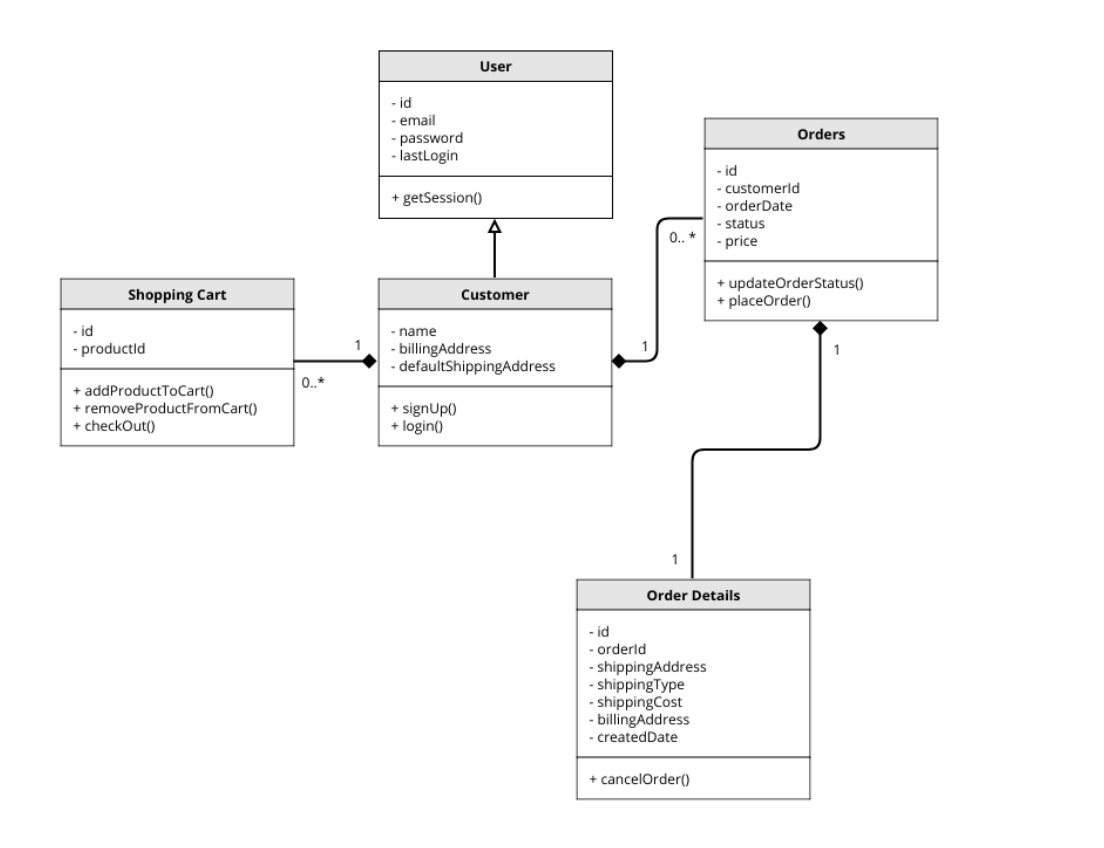 User
- id
- email
- password
- lastLogin
+ getSession()
Orders
- id
- customerId
- orderDate
- status
- price
+ updateOrderStatus()
+ placeOrder()
0.. *
1
1
Shopping Cart
- id
- productId
+ addProductToCart()
+ removeProductFromCart()
+ checkOut()
1
0..*
Customer
- name
- billingAddress
- defaultShippingAddress
+ signUp()
+ login()
1
Order Details
- id
- orderId
- shippingAddress
- shippingType
- shippingCost
- billingAddress
- createdDate
+ cancelOrder()